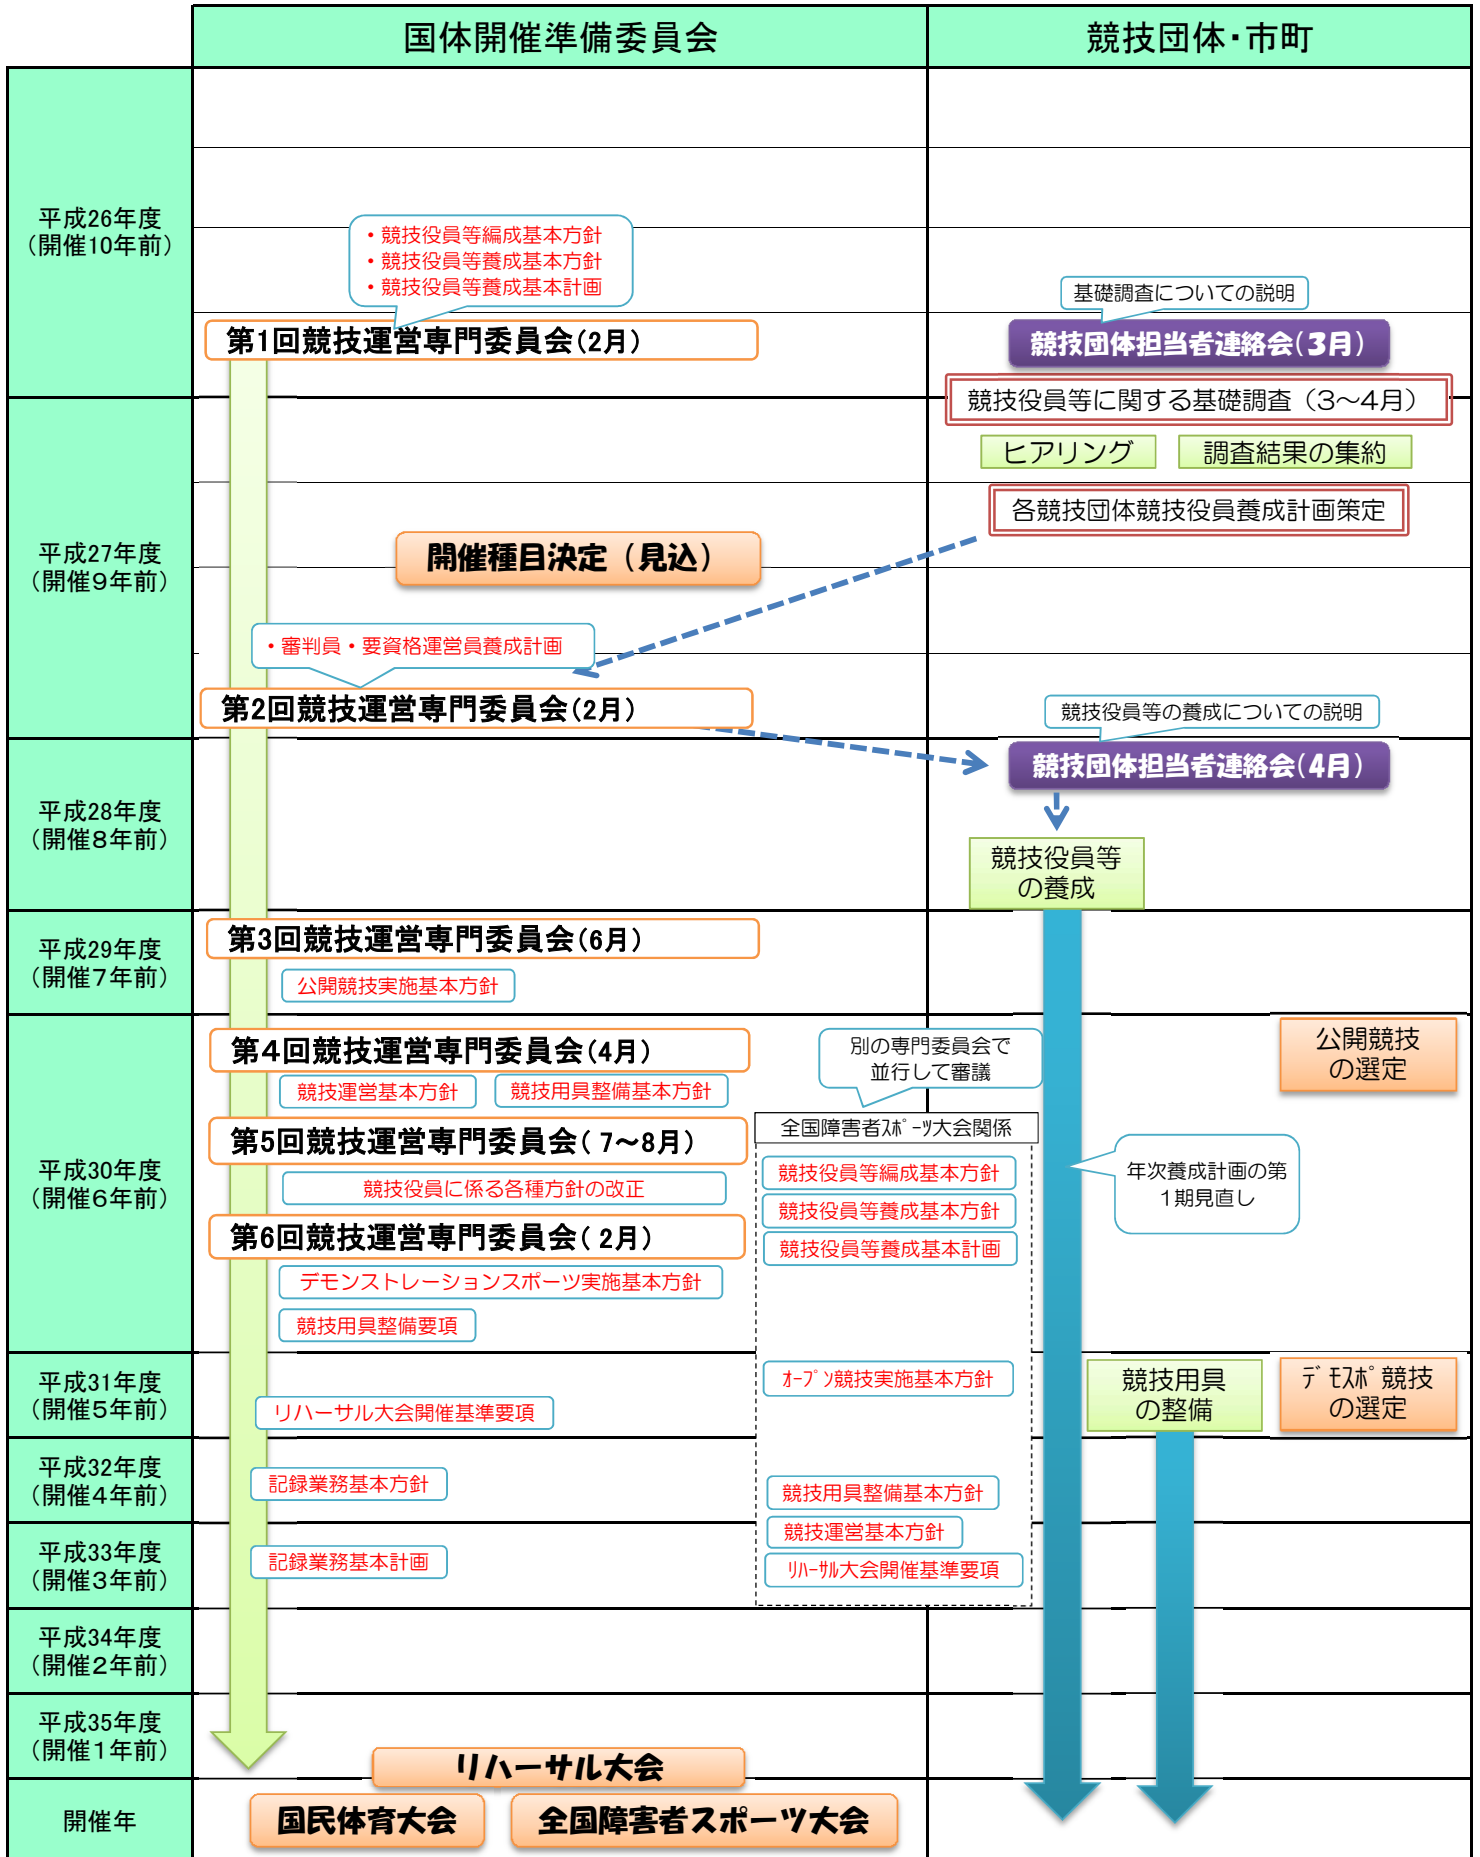 国体開催準備委員会
競技団体・市町
平成26年度
（開催10年前）
・競技役員等編成基本方針
・競技役員等養成基本方針
・競技役員等養成基本計画
第1回競技運営専門委員会(2月)
基礎調査についての説明
競技団体担当者連絡会(3月)
競技役員等に関する基礎調査（3～4月）
平成27年度
（開催９年前）
ヒアリング
調査結果の集約
各競技団体競技役員養成計画策定
開催種目決定（見込）
・審判員・要資格運営員養成計画
第2回競技運営専門委員会(2月)
競技役員等の養成についての説明
競技団体担当者連絡会(4月)
平成28年度
（開催８年前）
競技役員等
の養成
平成29年度
（開催７年前）
第3回競技運営専門委員会(6月)
公開競技実施基本方針
平成30年度
（開催６年前）
第４回競技運営専門委員会(4月)
競技運営基本方針
競技用具整備基本方針
第5回競技運営専門委員会( 7～8月)
競技役員に係る各種方針の改正
第6回競技運営専門委員会( 2月)
デモンストレーションスポーツ実施基本方針
競技用具整備要項
別の専門委員会で
並行して審議
全国障害者ｽﾎﾟｰﾂ大会関係
競技役員等編成基本方針
競技役員等養成基本方針
競技役員等養成基本計画
年次養成計画の第
1期見直し
公開競技
の選定
平成31年度
（開催５年前）
リハーサル大会開催基準要項
ｵｰﾌﾟﾝ競技実施基本方針
競技用具
の整備
ﾃﾞﾓｽﾎﾟ競技
の選定
平成32年度
（開催４年前）
記録業務基本方針
競技用具整備基本方針
競技運営基本方針
平成33年度
（開催３年前）
記録業務基本計画
ﾘﾊｰｻﾙ大会開催基準要項
平成34年度
（開催２年前）
平成35年度
（開催１年前）
リハーサル大会
開催年
国民体育大会
全国障害者スポーツ大会